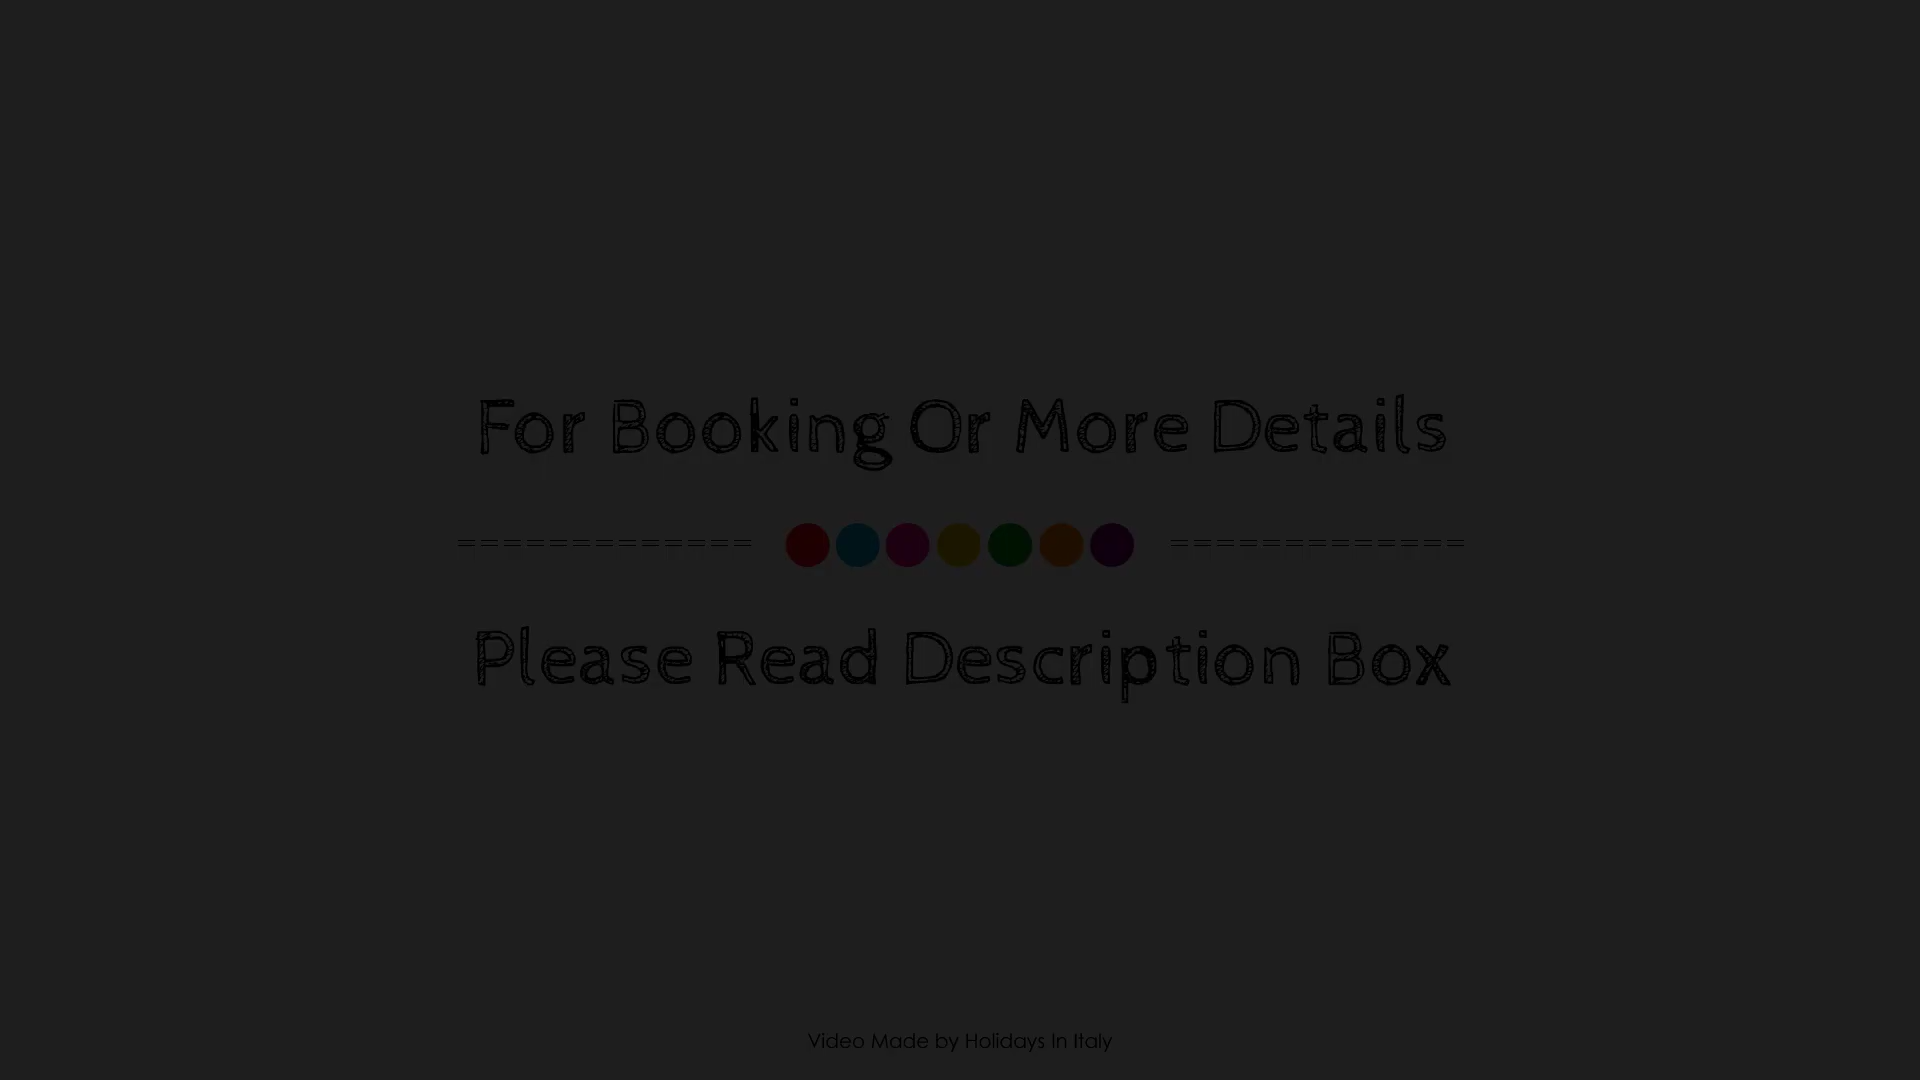 For Booking Or More Details
============= =============
Please Read Description Box
Video Made by Holidays In Italy